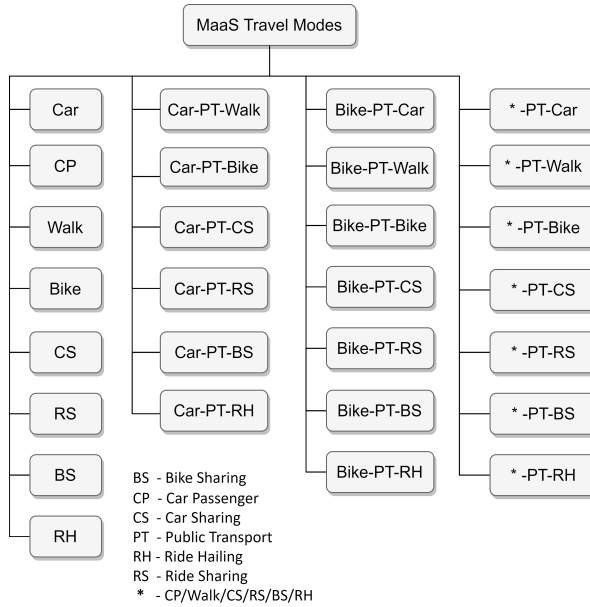 MaaS Travel Modes
Car
CP
Walk
Bike
CS
RS
BS
RH
Car-PT-Walk
Car-PT-Bike
Car-PT-CS
Car-PT-RS
Car-PT-BS
Car-PT-RH
Bike-PT-Car
Bike-PT-Walk
Bike-PT-Bike
Bike-PT-CS
Bike-PT-RS
Bike-PT-BS
Bike-PT-RH
* -PT-Car
* -PT-Walk
* -PT-Bike
* -PT-CS
* -PT-RS
* -PT-BS
* -PT-RH
BS - Bike Sharing
CP - Car Passenger
CS - Car Sharing
PT - Public Transport
RH - Ride Hailing
RS - Ride Sharing
* - CP/Walk/CS/RS/BS/RH